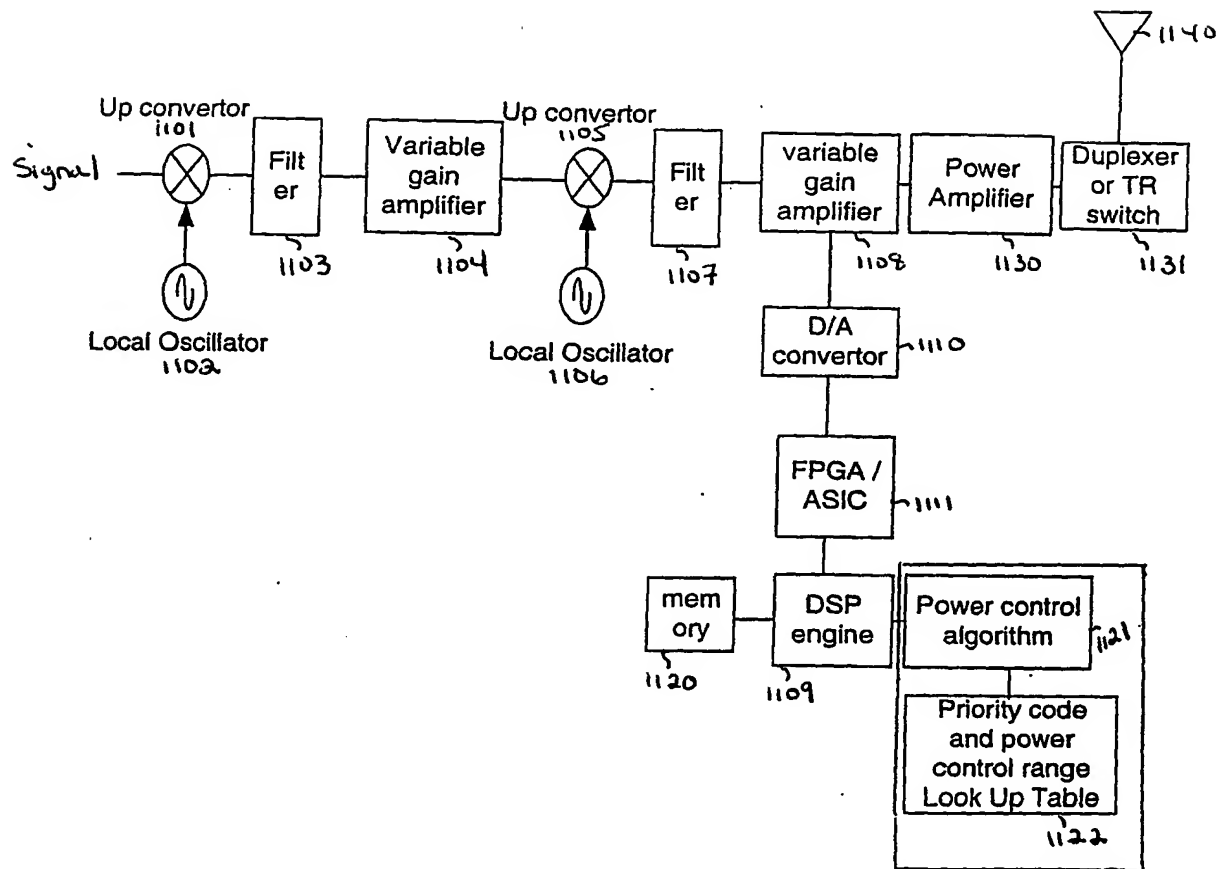 1140
Up convertor
1101
Up convertor
1105
Signal
Filt
er
Variable
gain
amplifier
Filt
er
variable
gain
amplifier
Power
Amplifier
Duplexer
or TR
switch
1103
1104
1107
1108
1130
1131
Local Oscillator
1102
Local Oscillator
1106
D/A
convertor
1110
FPGA /
ASIC
1111
mem
ory
1120
DSP
engine
1109
Power control
algorithm
1121
Priority code
and power
control range
Look Up Table
1122